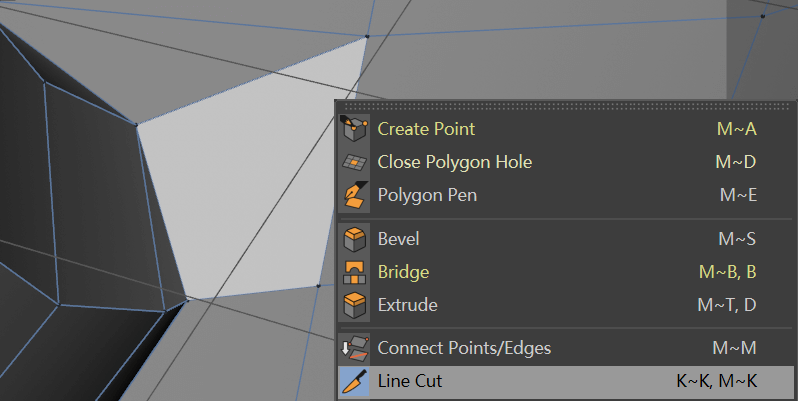 Create Point M~A
Close Polygon Hole M~D
Polygon Pen M~E
Bevel M~S
Bridge M~B, B
Extrude M~T, D
Connect Points/Edges M~M
Line Cut K~K, M~K